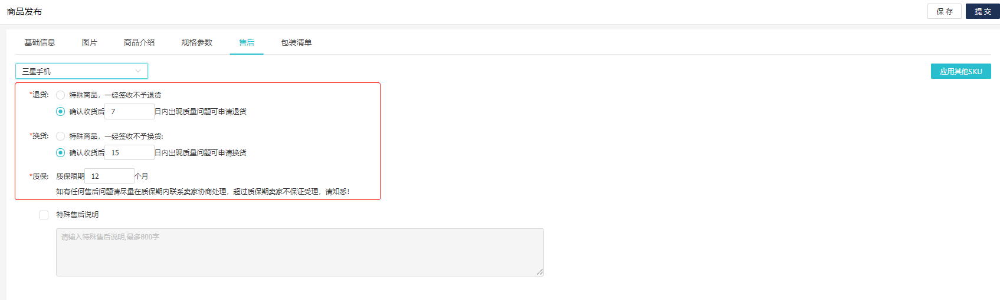 商品发布
保 存 提 交
基础信息 图片 商品介绍 规格参数 售后 包装清单
三星手机 应用其他SKU
*退货: 特殊商品，一经签收不予退货
确认收货后 7 日内出现质量问题可申请退货
*换货: 特殊商品，一经签收不予换货:
确认收货后 15 日内出现质量问题可申请换货
*质保: 质保限期 12 个月
如有任何售后问题请尽量在质保期内联系卖家协商处理，超过质保期卖家不保证受理，请知悉!
特殊售后说明
请输入特殊售后说明,最多800字